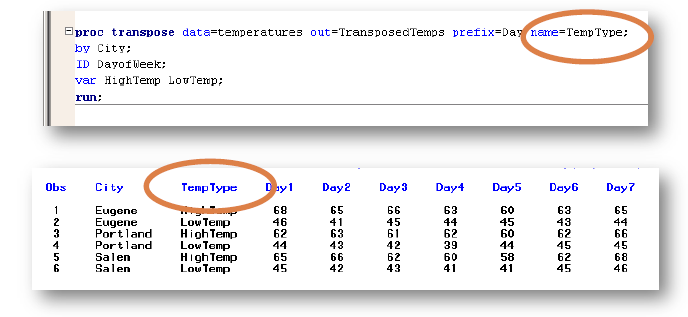 proc transpose data=temperatures out=TransposedTemps prefix=Day name=TempType;
by City;
ID DayofWeek;
var HighTemp LowTemp;
run;
Obs City TempType Day1 Day2 Day3 Day4 Day5 Day6 Day7
1 Eugene HighTemp 68 65 66 63 60 63 65
2 Eugene LowTemp 46 41 45 44 45 43 44
3 Portland HighTemp 62 63 61 62 60 62 66
4 Portland LowTemp 44 43 42 39 44 45 45
5 Salen HighTemp 65 66 62 60 58 62 68
6 Salen LowTemp 45 42 43 41 41 45 46